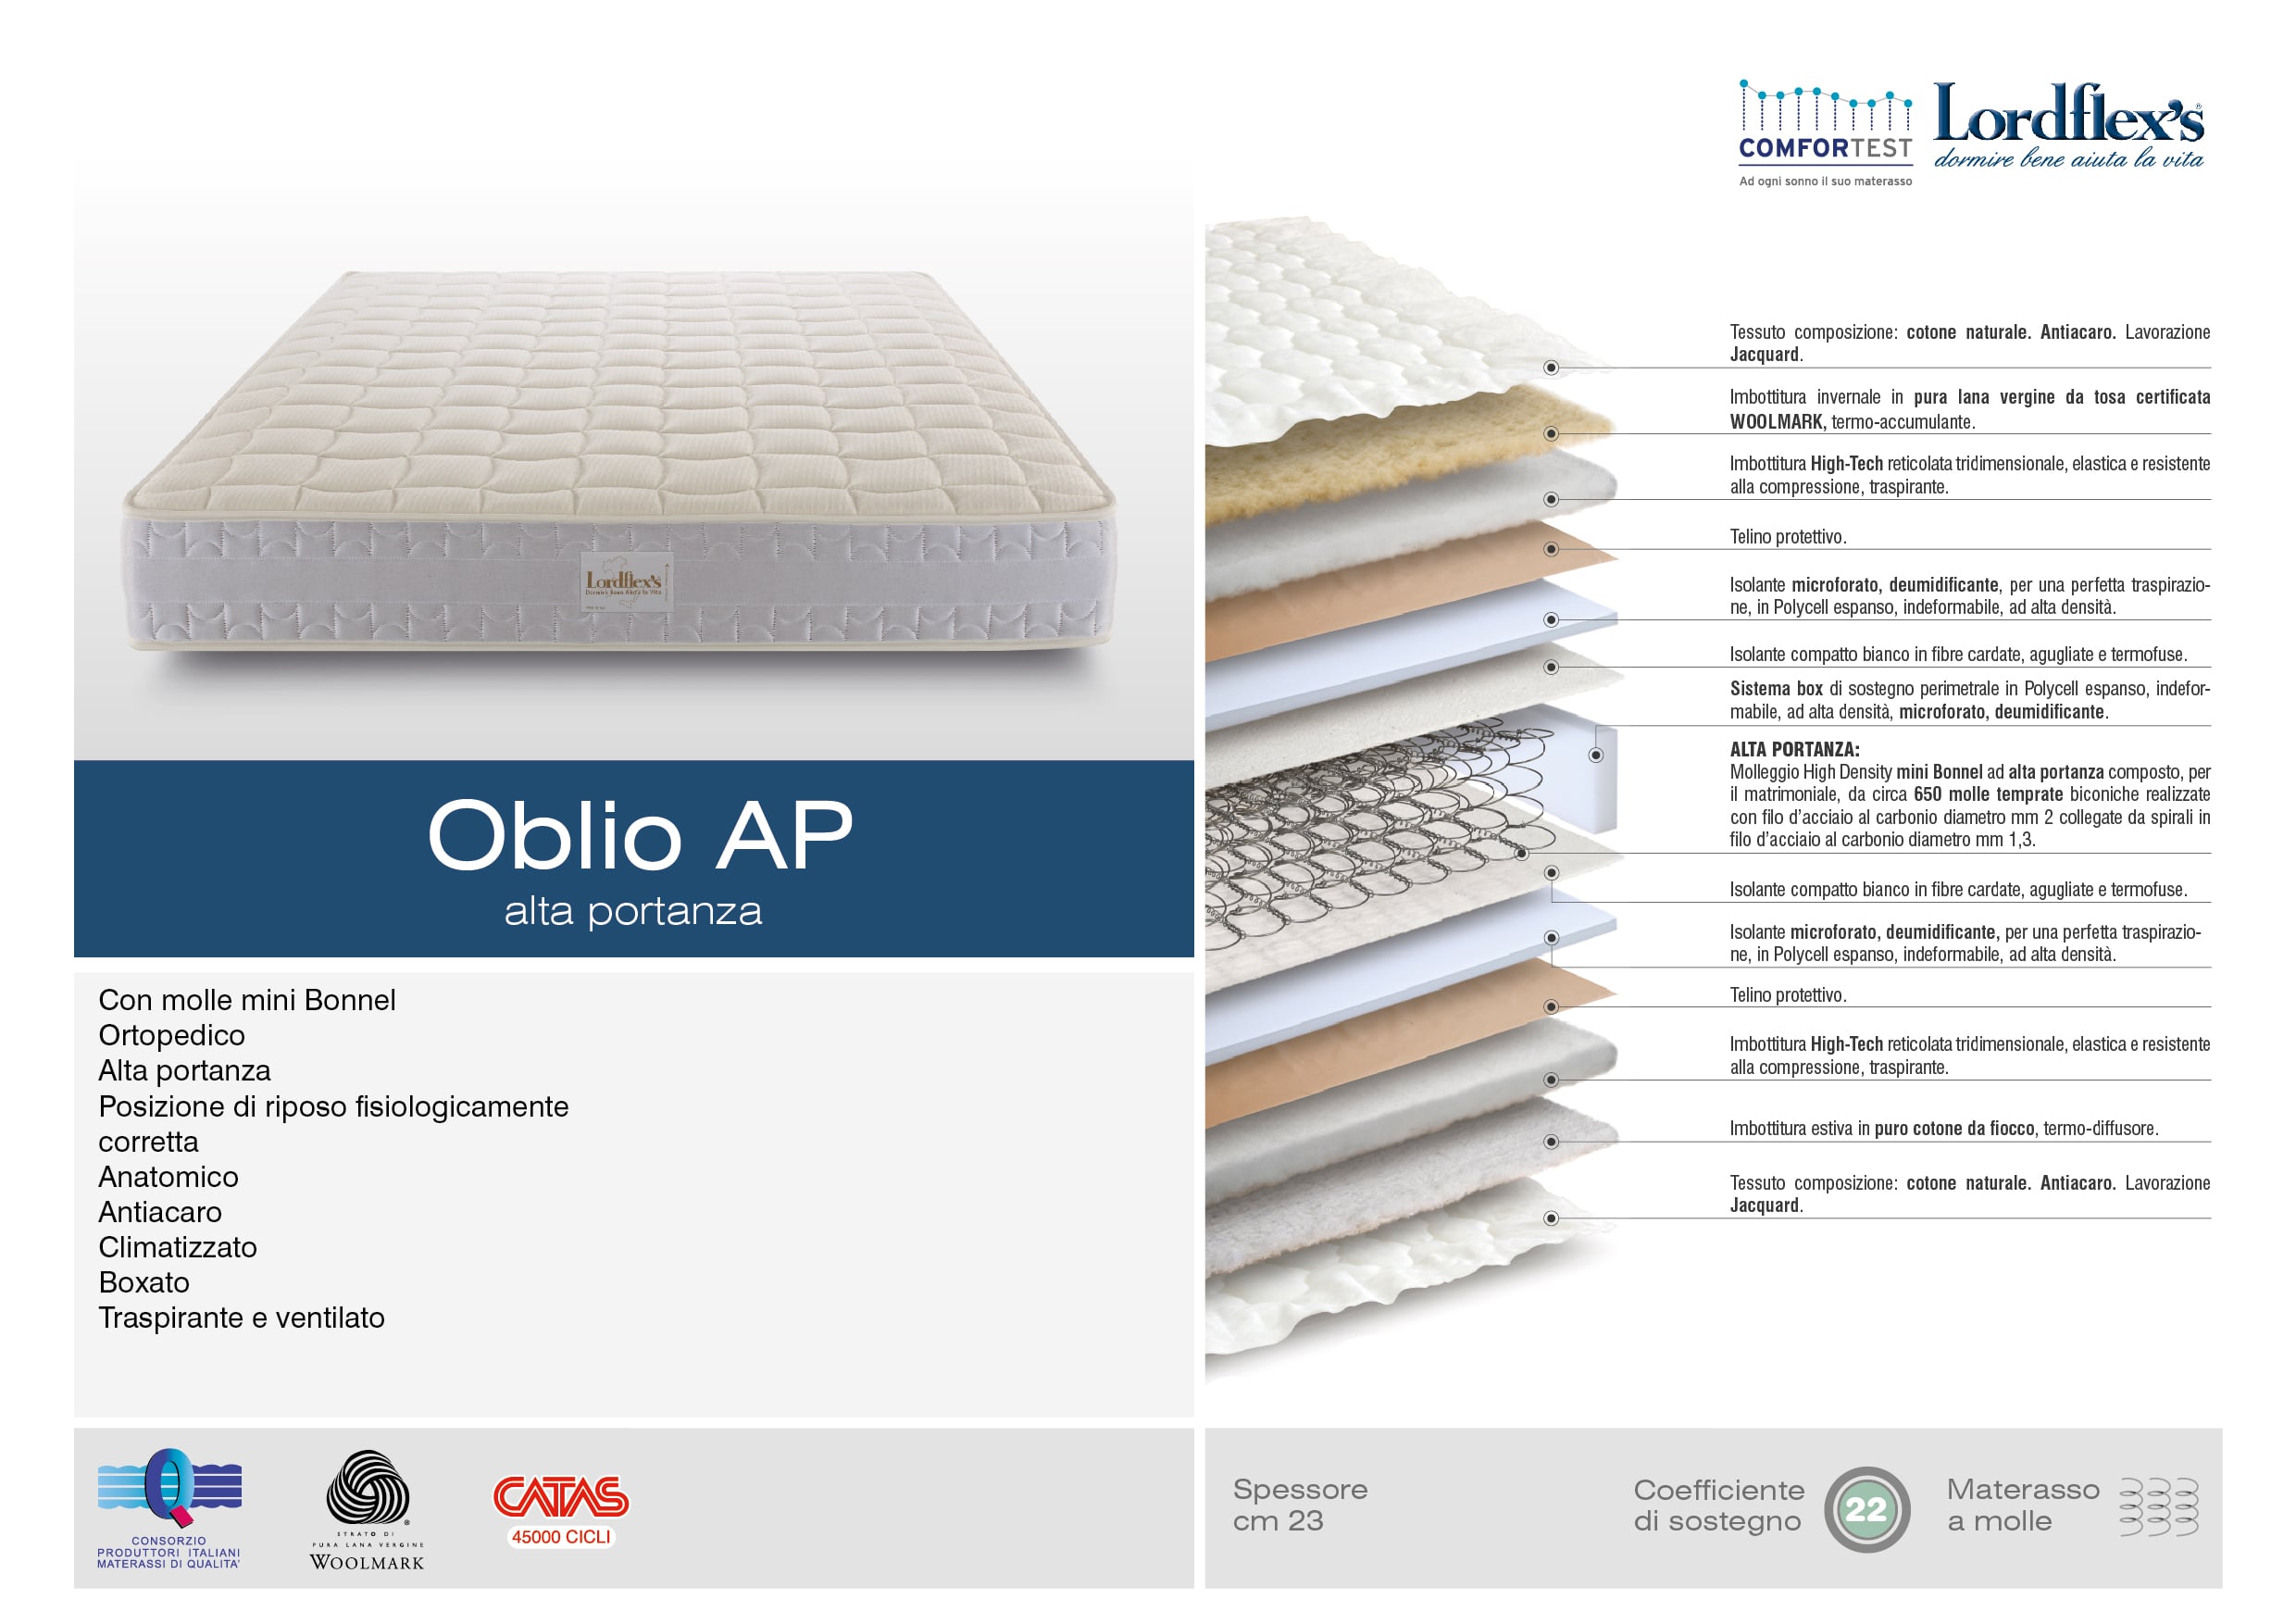 COMFORTEST
Ad ogni sonno il suo materasso
Lordflex's
dormire bene aiuta la vita
Lordflex's
Dormire Bene Aiuta la Vita
Oblio AP
alta portanza
Con molle mini Bonnel
Ortopedico
Alta portanza
Posizione di riposo fisiologicamente
corretta
Anatomico
Antiacaro
Climatizzato
Boxato
Traspirante e ventilato
Tessuto composizione: cotone naturale. Antiacaro. Lavorazione
Jacquard.
Imbottitura invernale in pura lana vergine da tosa certificata
WOOLMARK, termo-accumulante.
Imbottitura High-Tech reticolata tridimensionale, elastica e resistente
alla compressione, traspirante.
Telino protettivo.
Isolante microforato, deumidificante, per una perfetta traspirazio-
ne, in Polycell espanso, indeformabile, ad alta densità.
Isolante compatto bianco in fibre cardate, agugliate e termofuse.
Sistema box di sostegno perimetrale in Polycell espanso, indefor-
mabile, ad alta densità, microforato, deumidificante.
ALTA PORTANZA:
Molleggio High Density mini Bonnel ad alta portanza composto, per
il matrimoniale, da circa 650 molle temprate biconiche realizzate
con filo d'acciaio al carbonio diametro mm 2 collegate da spirali in
filo d'acciaio al carbonio diametro mm 1,3.
Isolante compatto bianco in fibre cardate, agugliate e termofuse.
Isolante microforato, deumidificante, per una perfetta traspirazio-
ne, in Polycell espanso, indeformabile, ad alta densità.
Telino protettivo.
Imbottitura High-Tech reticolata tridimensionale, elastica e resistente
alla compressione, traspirante.
Imbottitura estiva in puro cotone da fiocco, termo-diffusore.
Tessuto composizione: cotone naturale. Antiacaro. Lavorazione
Jacquard.
Q
CONSORZIO
PRODUTTORI ITALIANI
MATERASSI DI QUALITA'
STRATO DI
PURA LANA VERGINE
WOOLMARK
CATAS
45000 CICLI
Spessore
cm 23
Coefficiente
di sostegno
22
Materasso
a molle